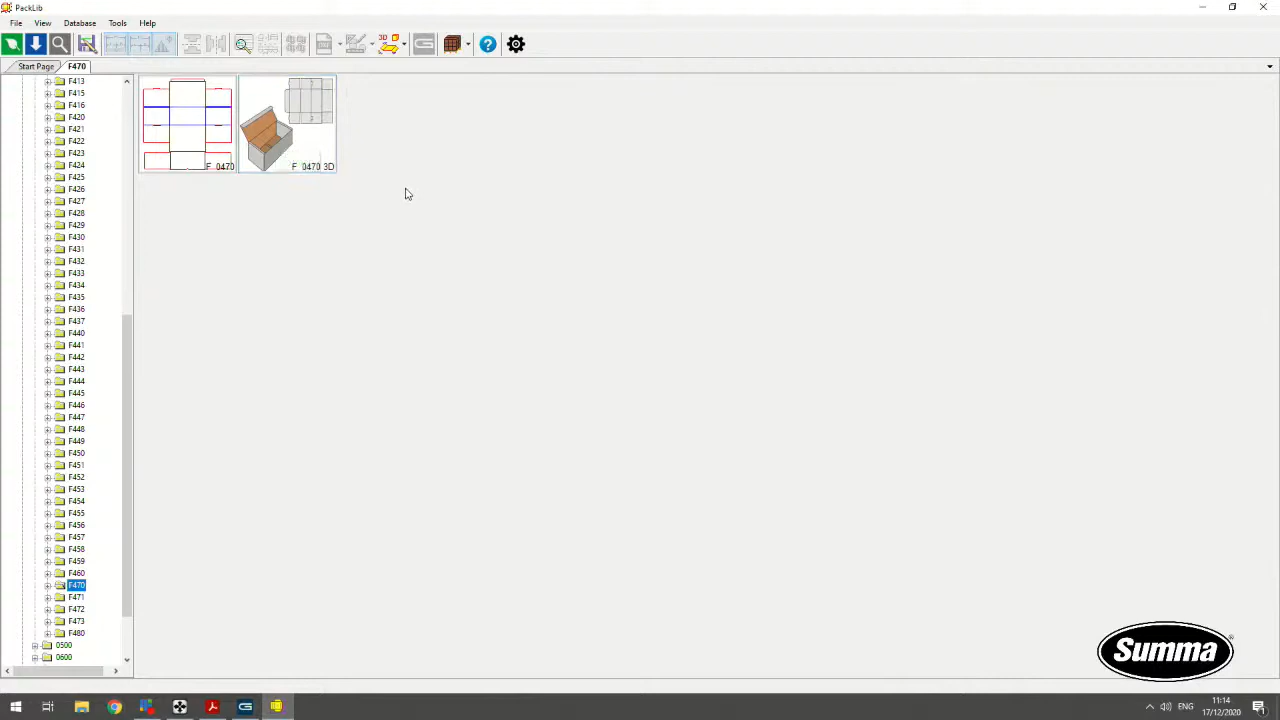 PackLib
File View Database Tools Help
Start Page F470
F413
F415
F416
F420
F421
F422
F423
F424
F425
F426
F427
F428
F429
F430
F431
F432
F433
F434
F435
F436
F437
F440
F441
F442
F443
F444
F445
F446
F447
F448
F449
F450
F451
F452
F453
F454
F455
F456
F457
F458
F459
F460
F470
F471
F472
F473
F480
0500
0600
F 0470
F 0470 3D
Summa
ENG
11:14
17/12/2020